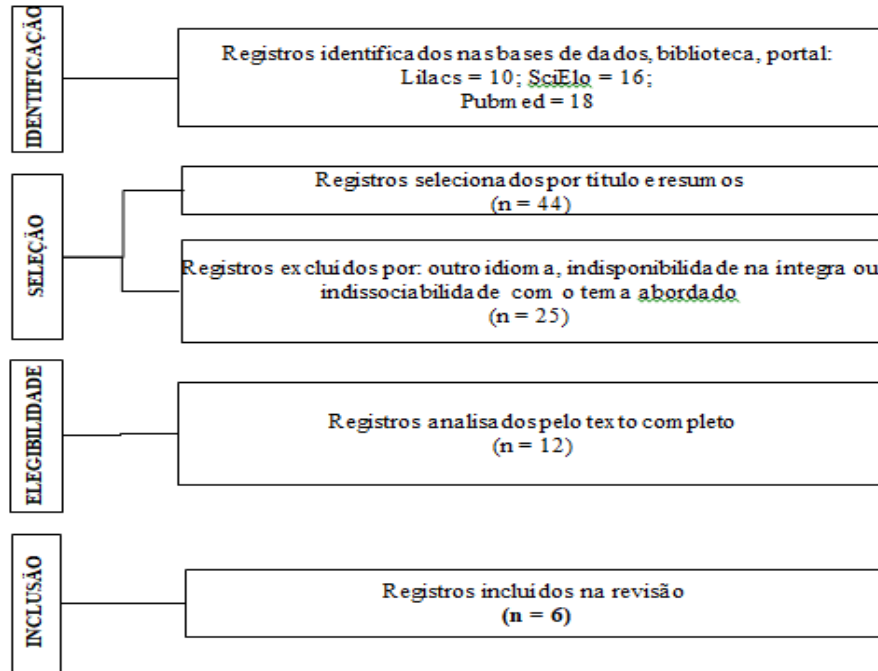 IDENTIFICAÇÃO
Registros identificados nas bases de dados, biblioteca, portal:
Lilacs = 10; SciElo = 16;
Pubmed = 18
SELEÇÃO
Registros selecionados por título e resumos
(n = 44)
Registros excluídos por: outro idioma, indisponibilidade na íntegra ou
indissociabilidade com o tema abordado
(n = 25)
ELEGIBILIDADE
Registros analisados pelo texto completo
(n = 12)
INCLUSÃO
Registros incluídos na revisão
(n = 6)